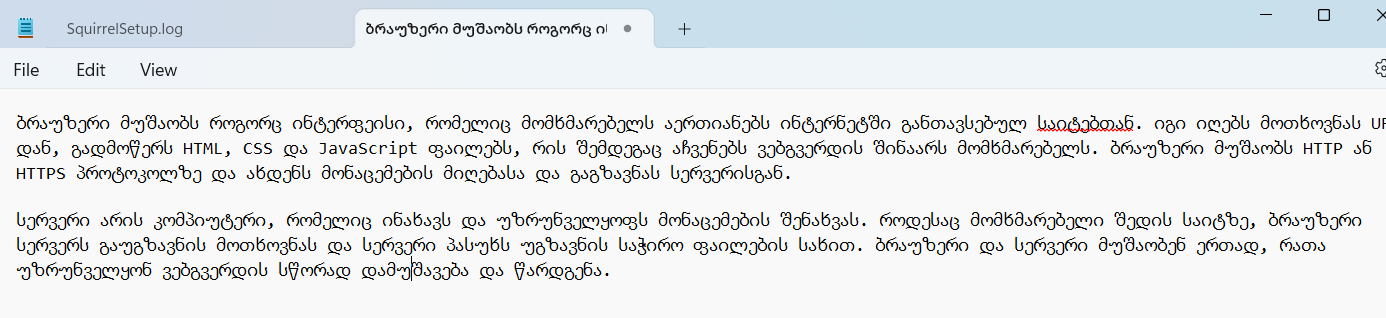 SquirrelSetup.log
ბრაუზერი მუშაობს როგორც
File Edit View
ბრაუზერი მუშაობს როგორც ინტერფეისი, რომელიც მომხმარებელს აერთიანებს ინტერნეტში განთავსებულ საიტებთან. იგი იღებს მოთხოვნას
დან, გადმოწერს HTML, CSS და JavaScript ფაილებს, რის შემდეგაც აჩვენებს ვებგვერდის შინაარს მომხმარებელს. ბრაუზერი მუშაობს HTTP ან
HTTPS პროტოკოლზე და ახდენს მონაცემების მიღებასა და გაგზავნას სერვერისგან.
სერვერი არის კომპიუტერი, რომელიც ინახავს და უზრუნველყოფს მონაცემების შენახვას. როდესაც მომხმარებელი შედის საიტზე, ბრაუზერი
სერვერს გაუგზავნის მოთხოვნას და სერვერი პასუხს უგზავნის საჭირო ფაილების სახით. ბრაუზერი და სერვერი მუშაობენ ერთად, რათა
უზრუნველყონ ვებგვერდის სწორად დამუშავება და წარდგენა.